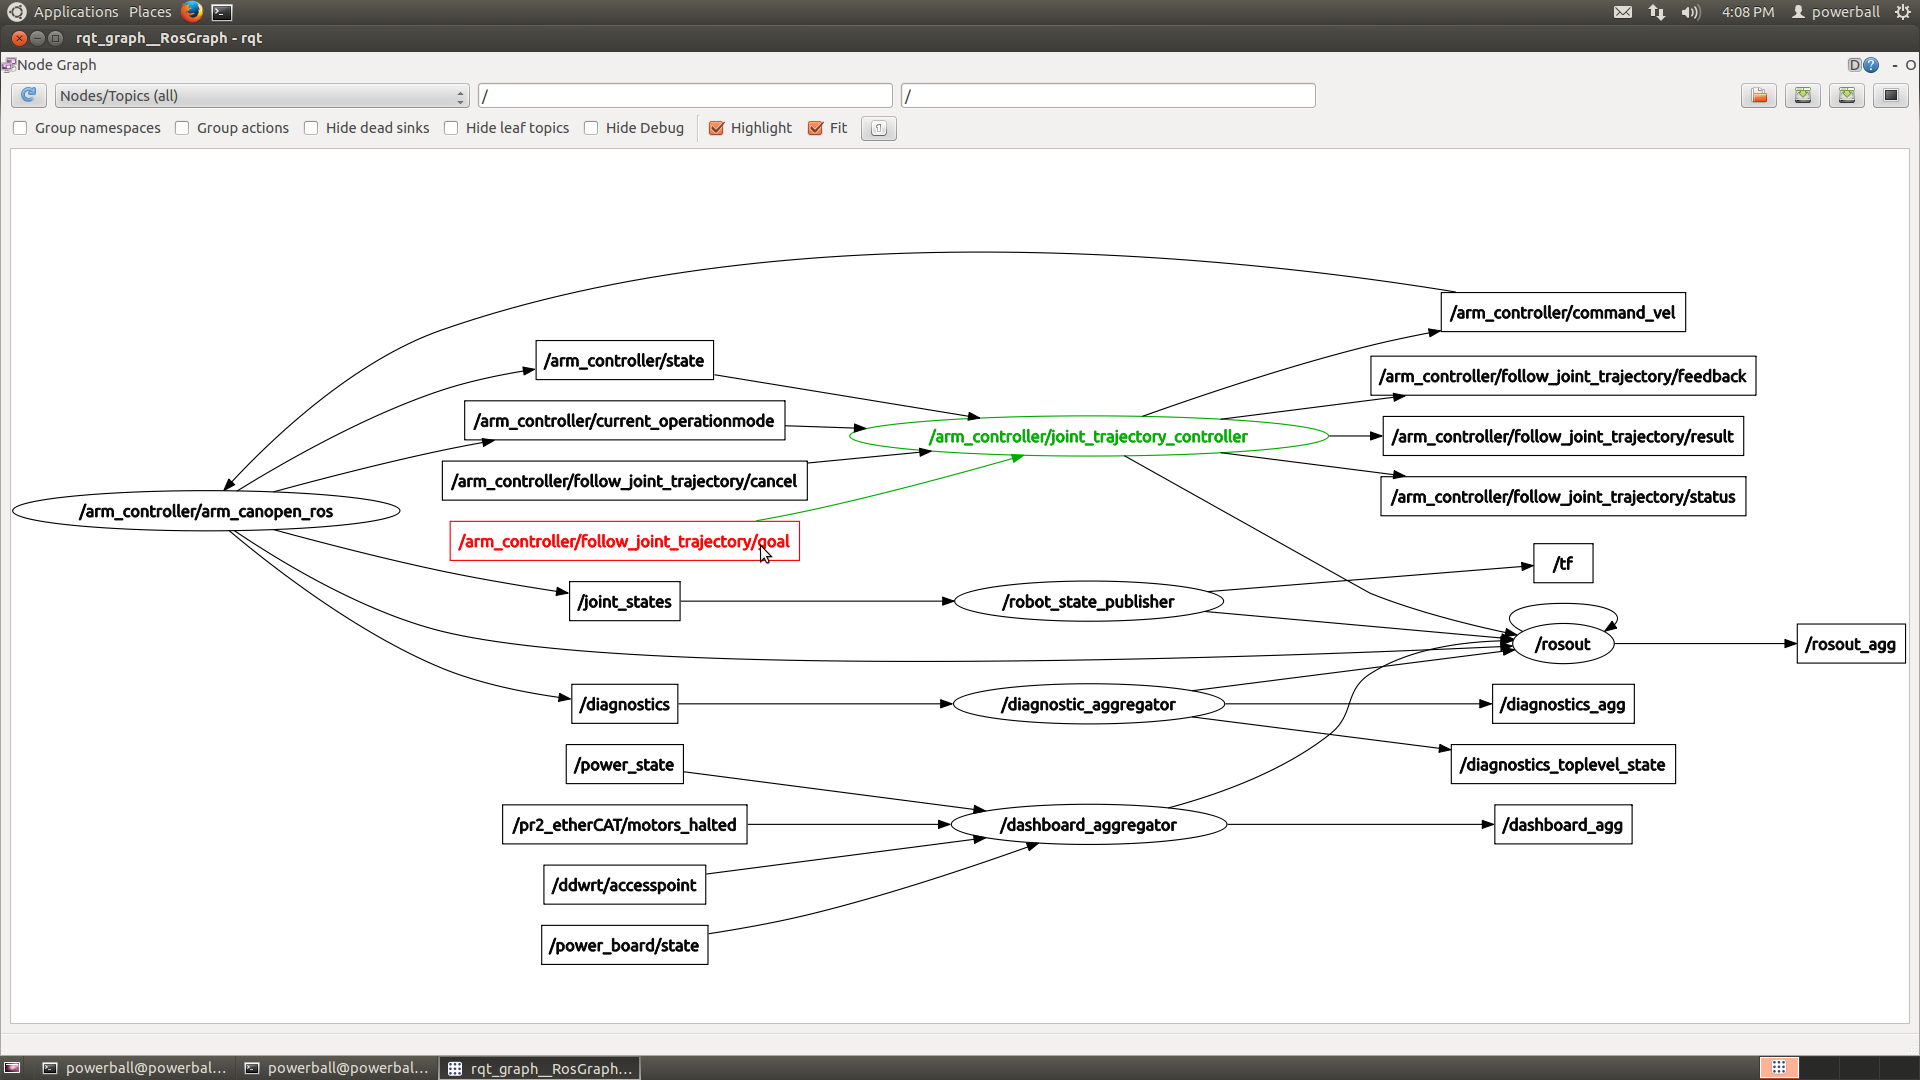 Applications Places 4:08 PM powerball
rqt_graph__RosGraph - rqt
Node Graph D ? - O
Nodes/Topics (all) / /
Group namespaces Group actions Hide dead sinks Hide leaf topics Hide Debug Highlight Fit
/arm_controller/command_vel
/arm_controller/state
/arm_controller/follow_joint_trajectory/feedback
/arm_controller/current_operationmode
/arm_controller/joint_trajectory_controller
/arm_controller/follow_joint_trajectory/result
/arm_controller/follow_joint_trajectory/cancel
/arm_controller/follow_joint_trajectory/status
/arm_controller/arm_canopen_ros
/arm_controller/follow_joint_trajectory/goal
/tf
/joint_states
/robot_state_publisher
/rosout
/rosout_agg
/diagnostics
/diagnostic_aggregator
/diagnostics_agg
/power_state
/diagnostics_toplevel_state
/pr2_etherCAT/motors_halted
/dashboard_aggregator
/dashboard_agg
/ddwrt/accesspoint
/power_board/state
powerball@powerbal... powerball@powerbal... rqt_graph__RosGraph...